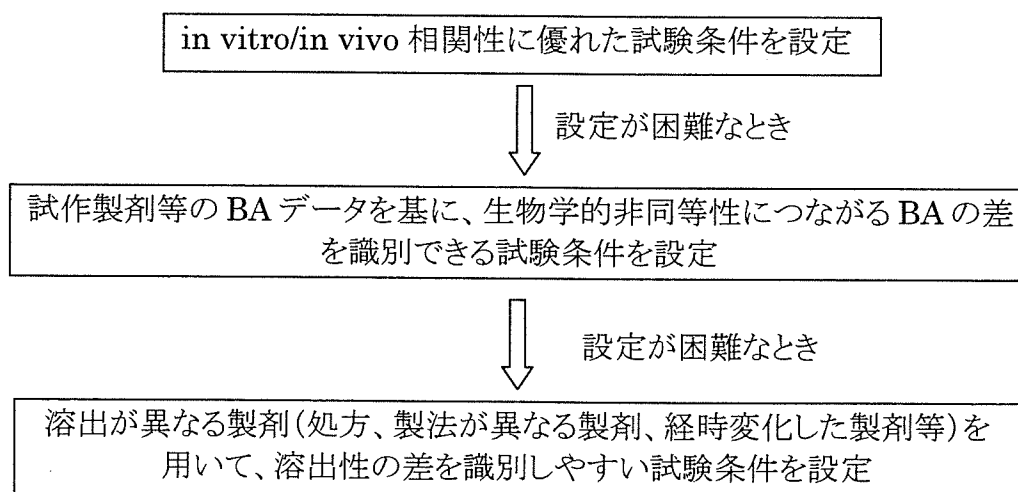 in vitro/in vivo 相関性に優れた試験条件を設定
設定が困難なとき
試作製剤等の BA データを基に、生物学的非同等性につながる BA の差
を識別できる試験条件を設定
設定が困難なとき
溶出が異なる製剤(処方、製法が異なる製剤、経時変化した製剤等)を
用いて、溶出性の差を識別しやすい試験条件を設定